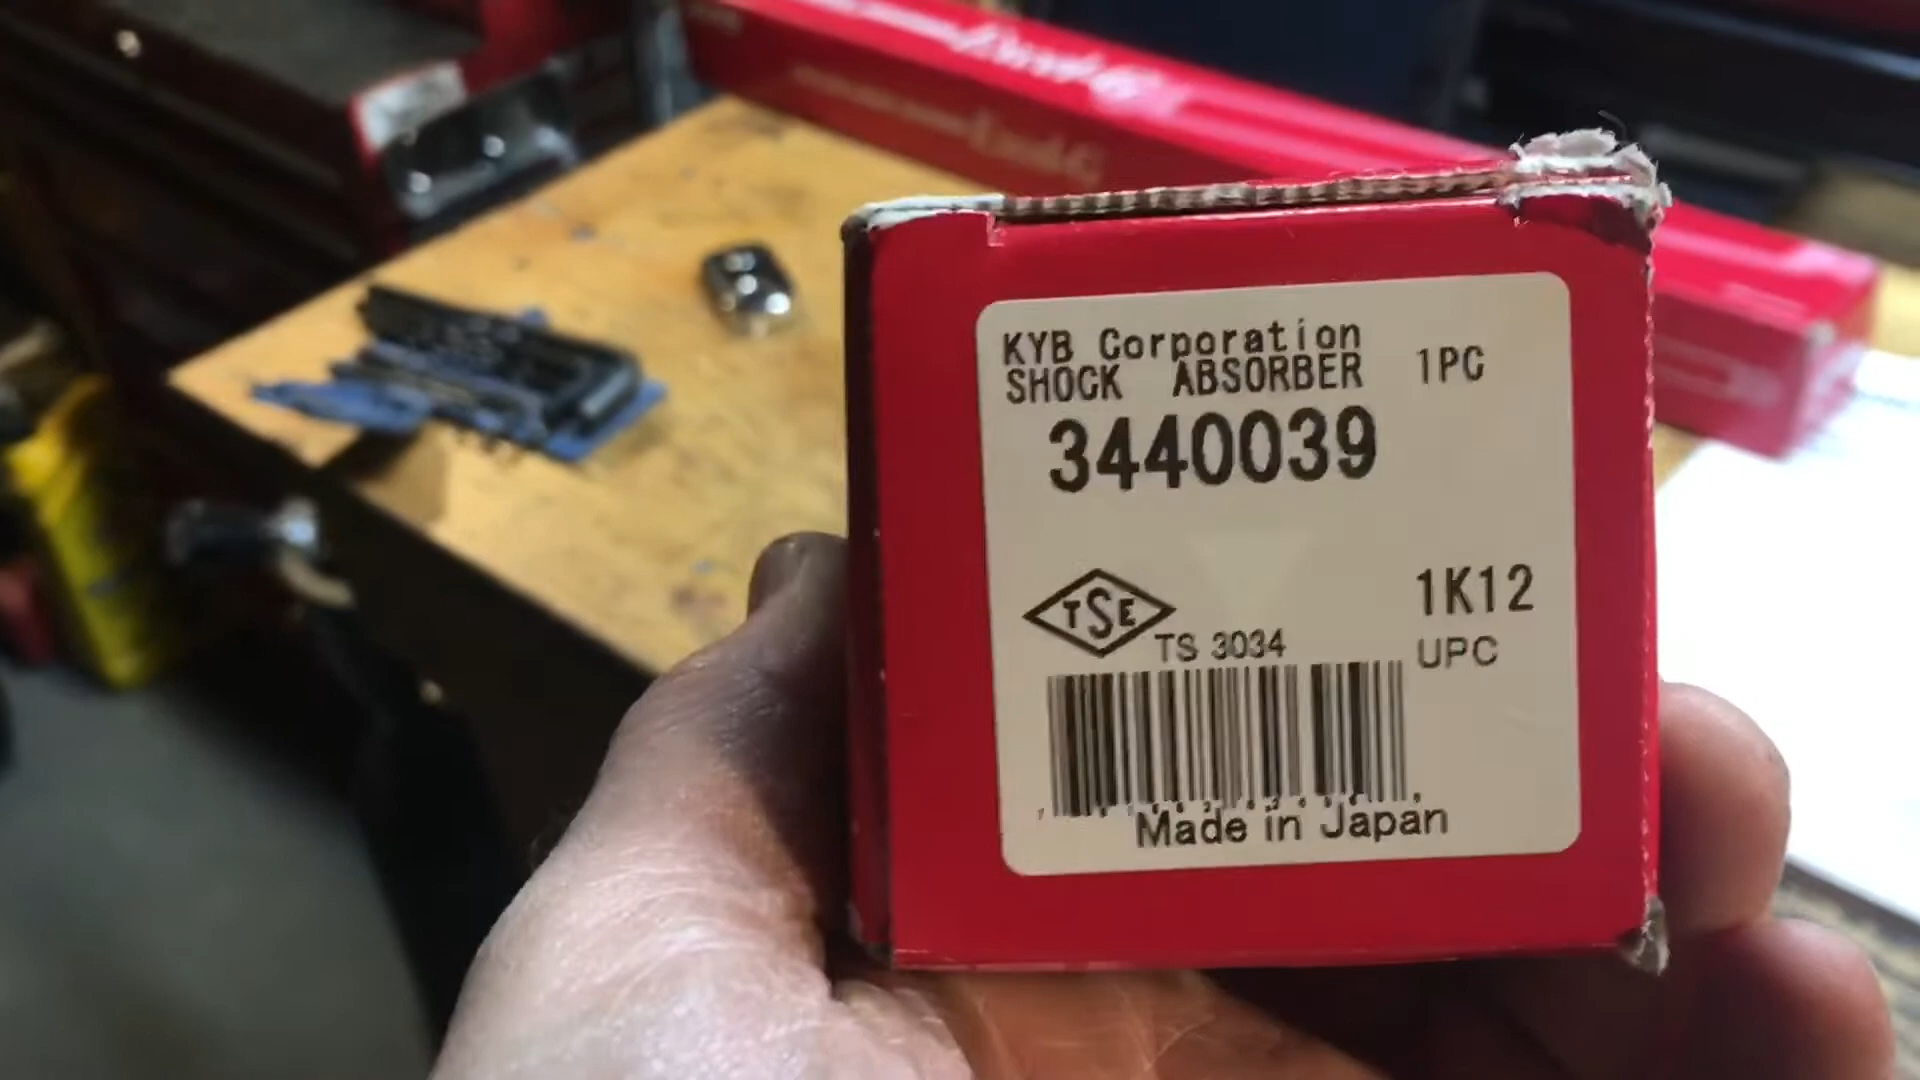 KYB Corporation
SHOCK ABSORBER 1PC
3440039
TSE
TS 3034
1K12
UPC
Made in Japan